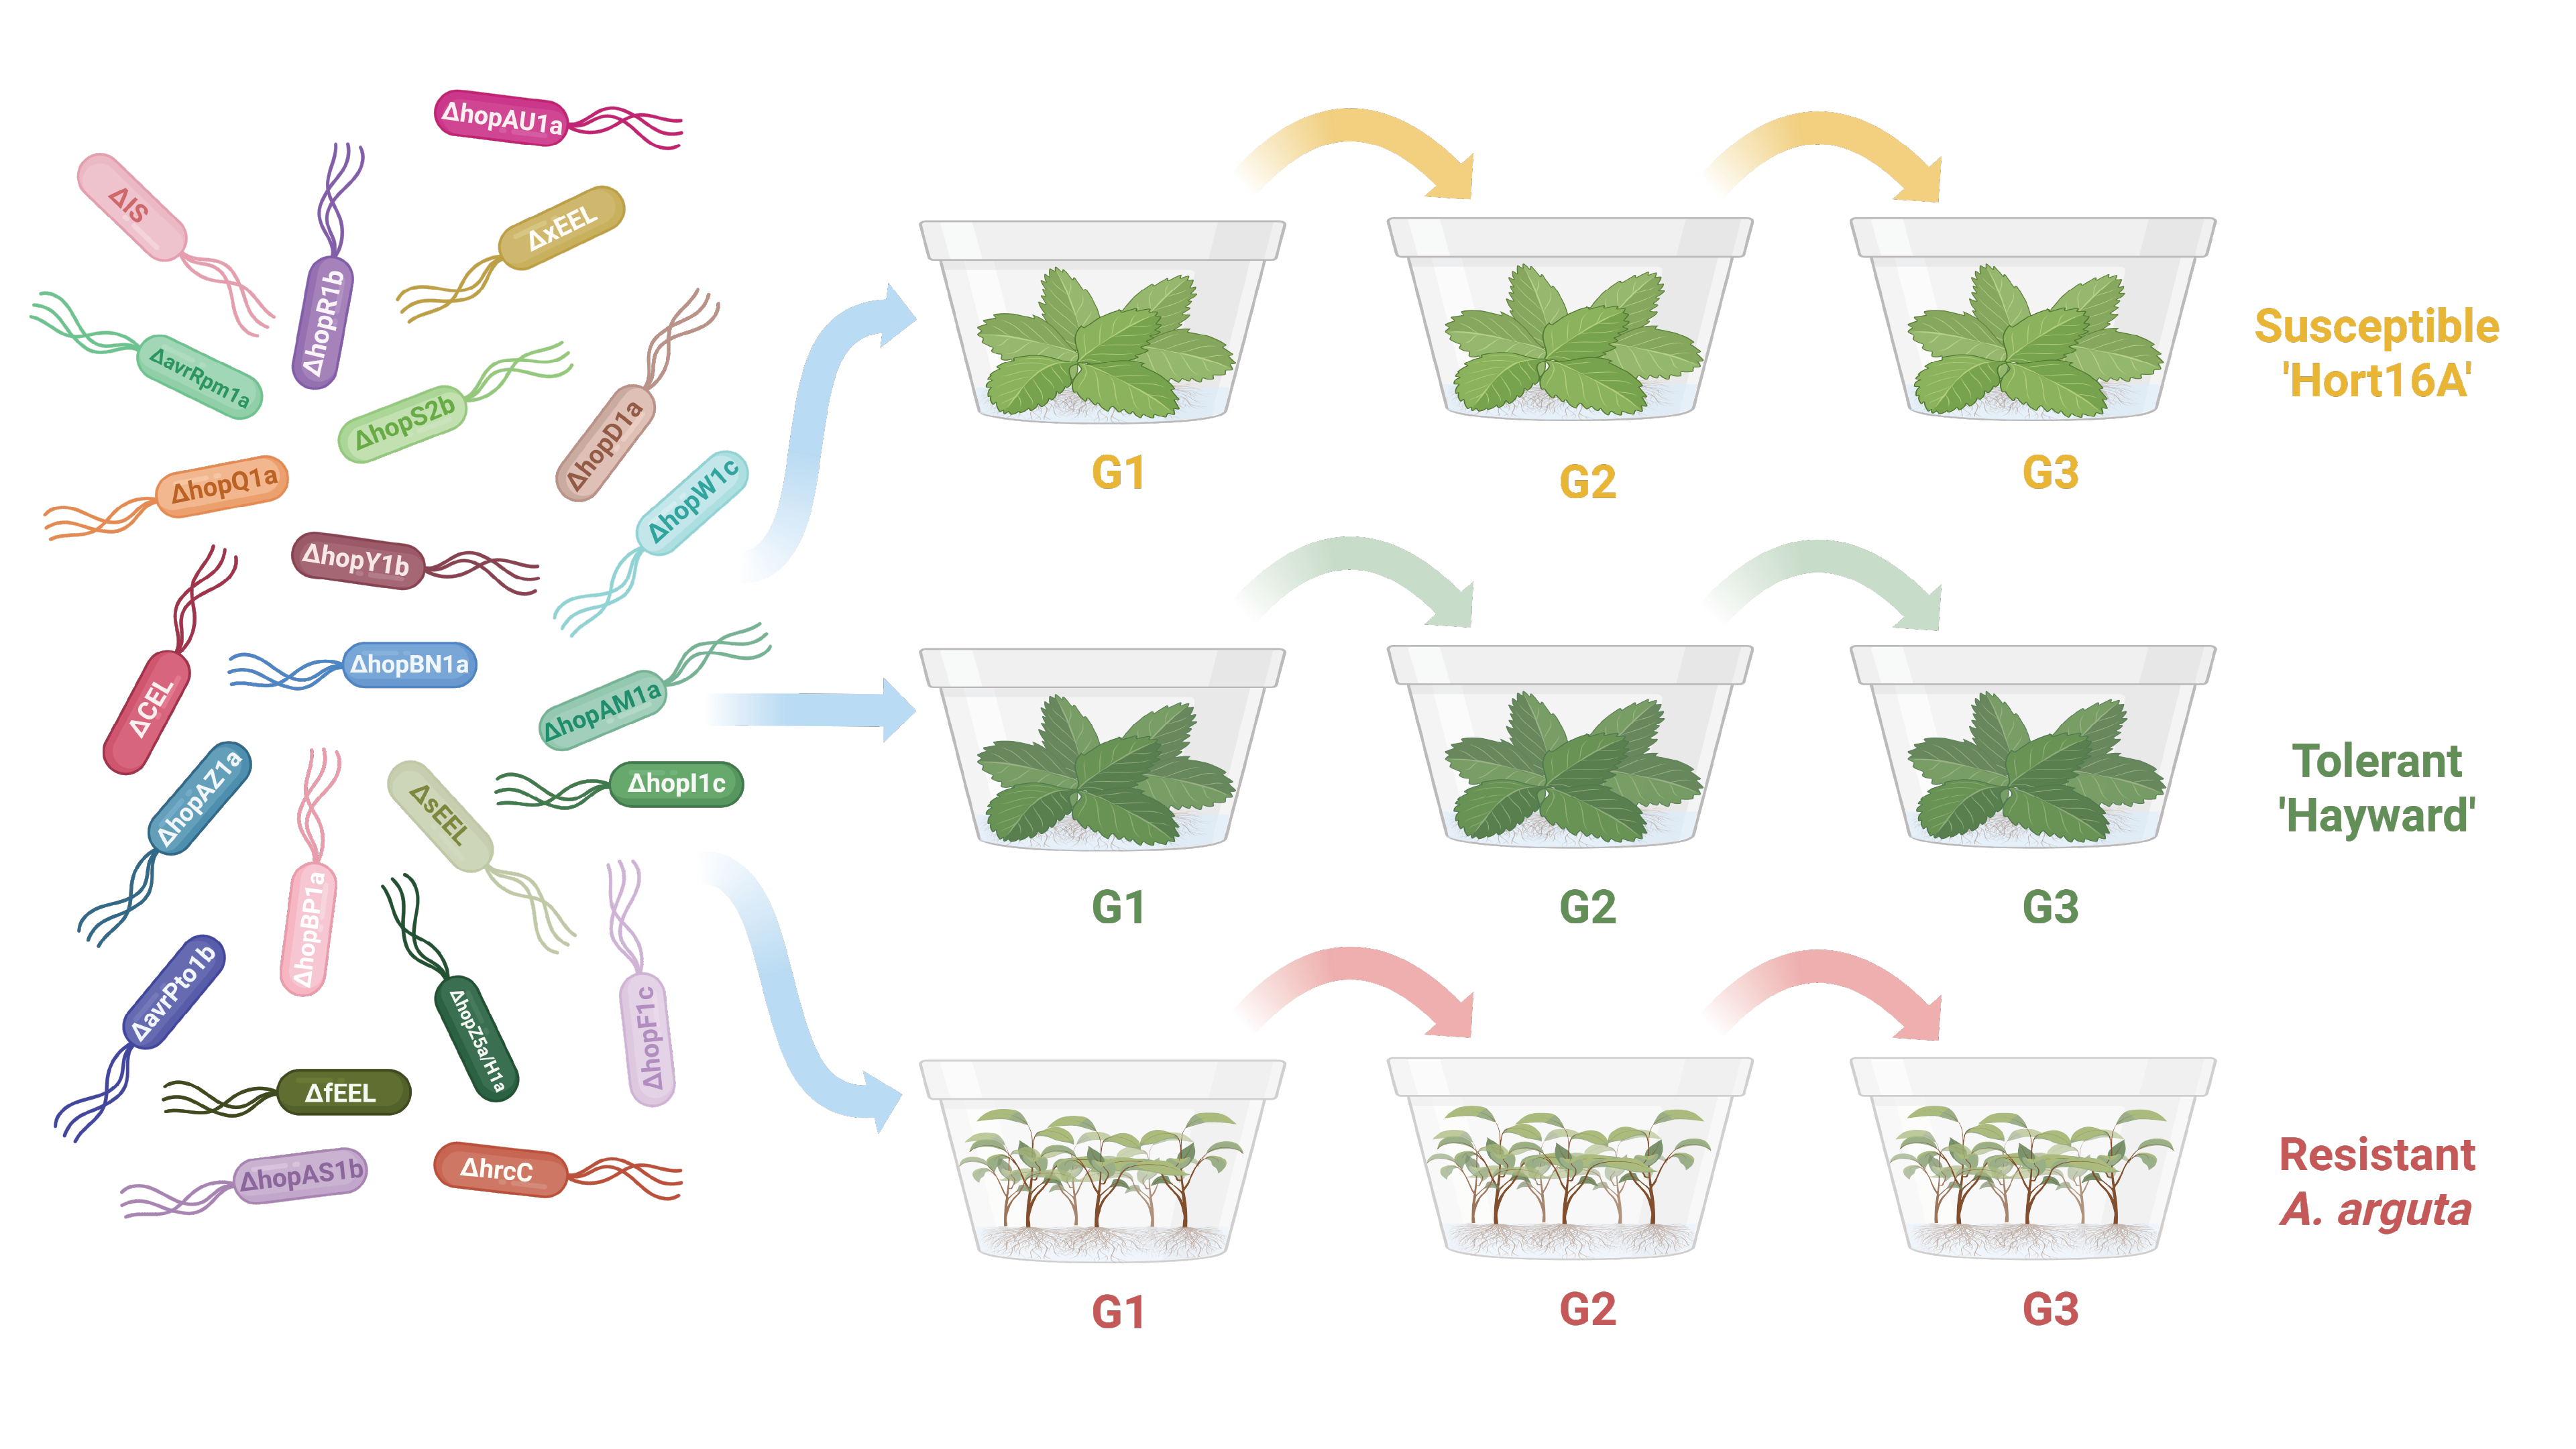 ΔhopAU1a
ΔIS
ΔxEEL
ΔhopR1b
ΔavrRpm1a
ΔhopS2b
ΔhopD1a
ΔhopQ1a
ΔhopW1c
ΔhopY1b
ΔhopBN1a
ΔCEL
ΔhopAM1a
ΔhopI1c
ΔhopAZ1a
ΔsEEL
ΔhopBP1a
ΔavrPto1b
ΔhopZ5a/H1a
ΔhopF1c
ΔfEEL
ΔhopAS1b
ΔhrcC
Susceptible
'Hort16A'
G1
G2
G3
Tolerant
'Hayward'
G1
G2
G3
Resistant
A. arguta
G1
G2
G3